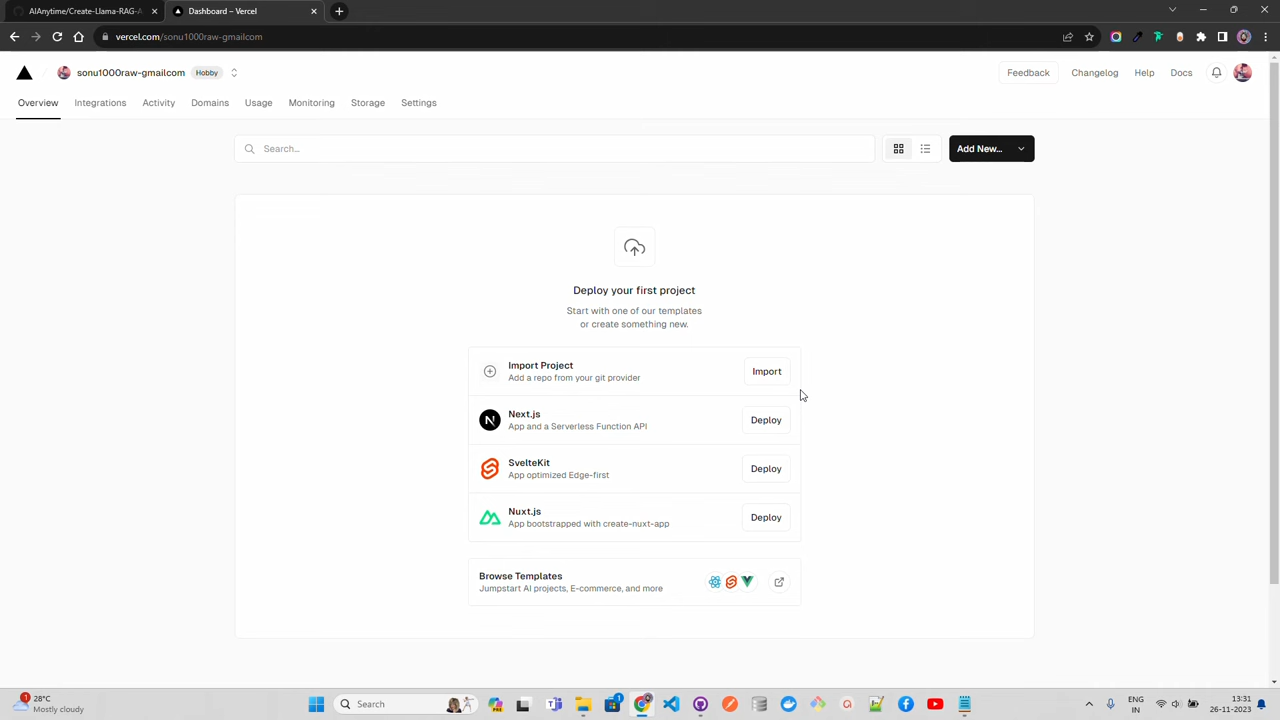 AIAnytime/Create-Llama-RAG-A
Dashboard – Vercel
vercel.com/sonu1000raw-gmailcom
sonu1000raw-gmailcom Hobby
Feedback Changelog Help Docs
Overview Integrations Activity Domains Usage Monitoring Storage Settings
Search...
Add New...
Deploy your first project
Start with one of our templates
or create something new.
Import Project
Add a repo from your git provider
Import
Next.js
App and a Serverless Function API
Deploy
SvelteKit
App optimized Edge-first
Deploy
Nuxt.js
App bootstrapped with create-nuxt-app
Deploy
Browse Templates
Jumpstart AI projects, E-commerce, and more
1
28°C
Mostly cloudy
Search
1
ENG
IN
13:31
26-11-2023